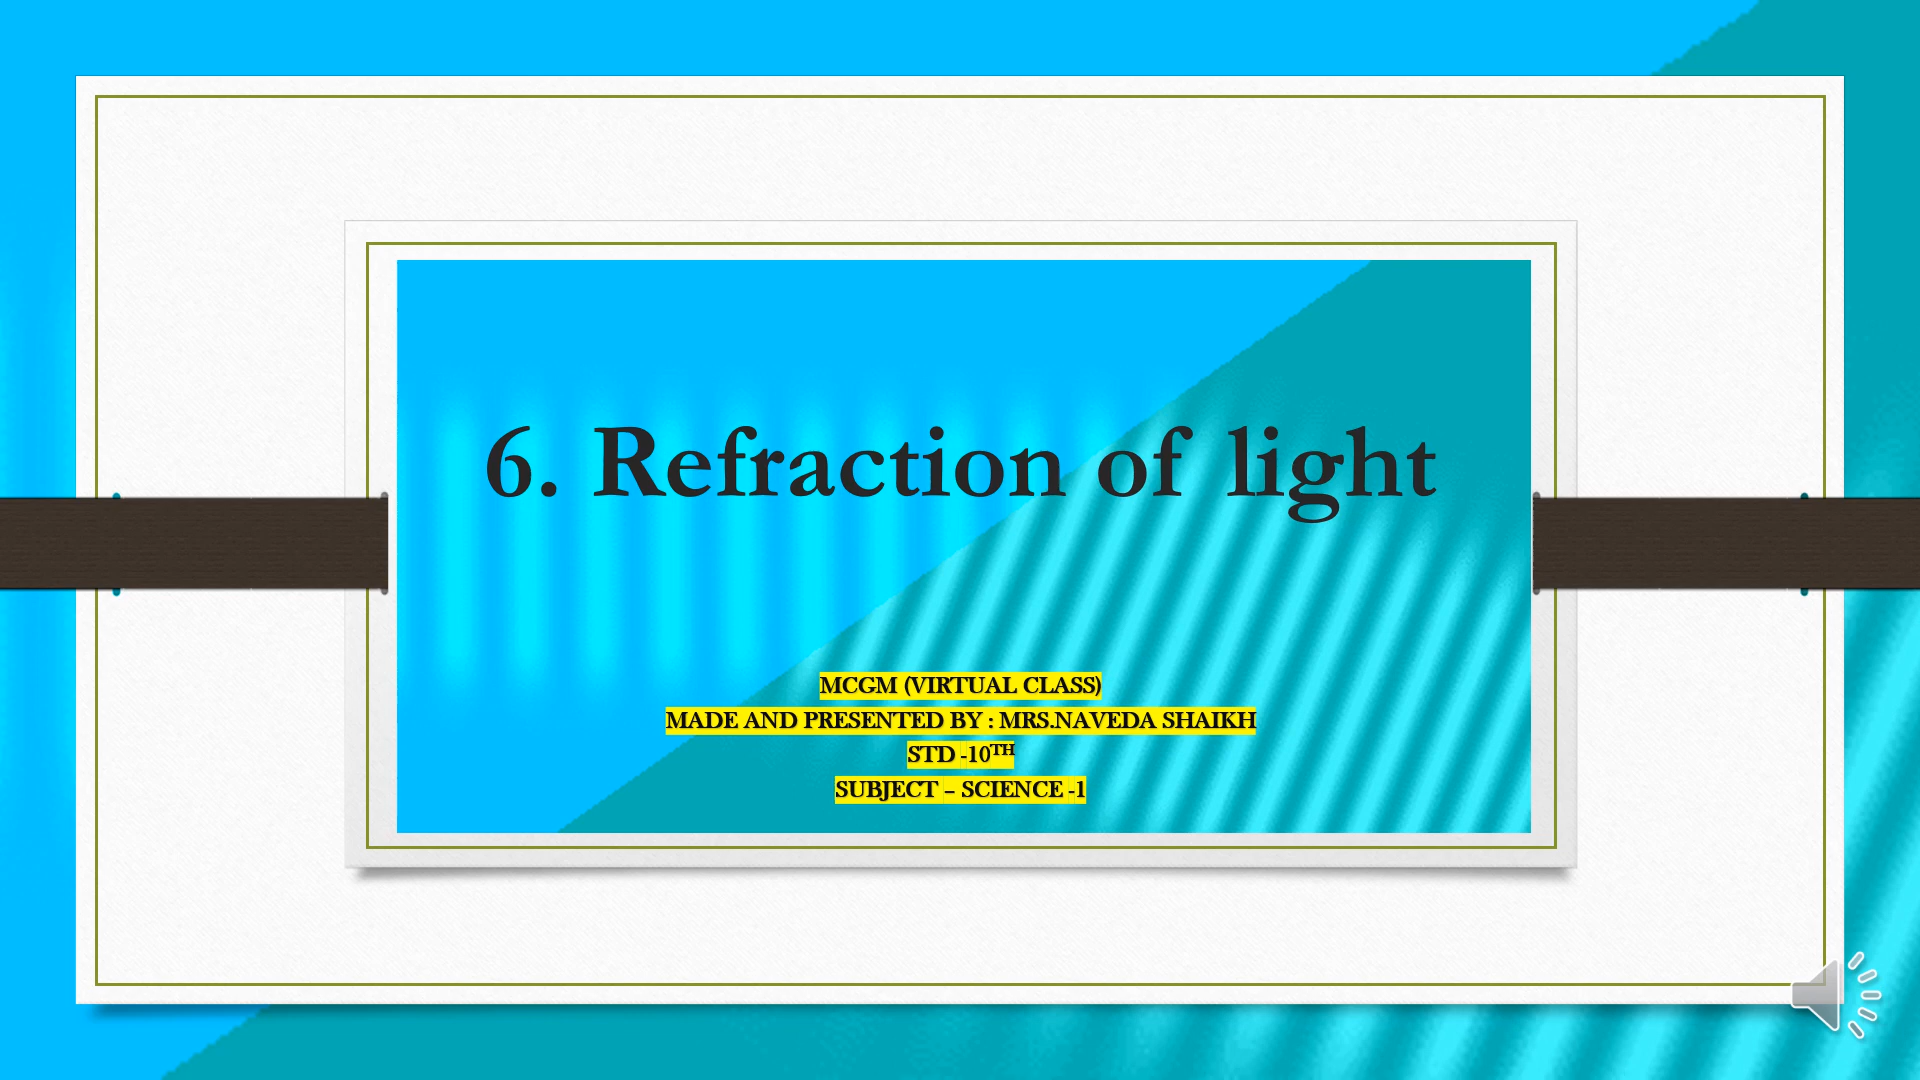 6. Refraction of light
MCGM (VIRTUAL CLASS)
MADE AND PRESENTED BY : MRS.NAVEDA SHAIKH
STD -10TH
SUBJECT – SCIENCE -1